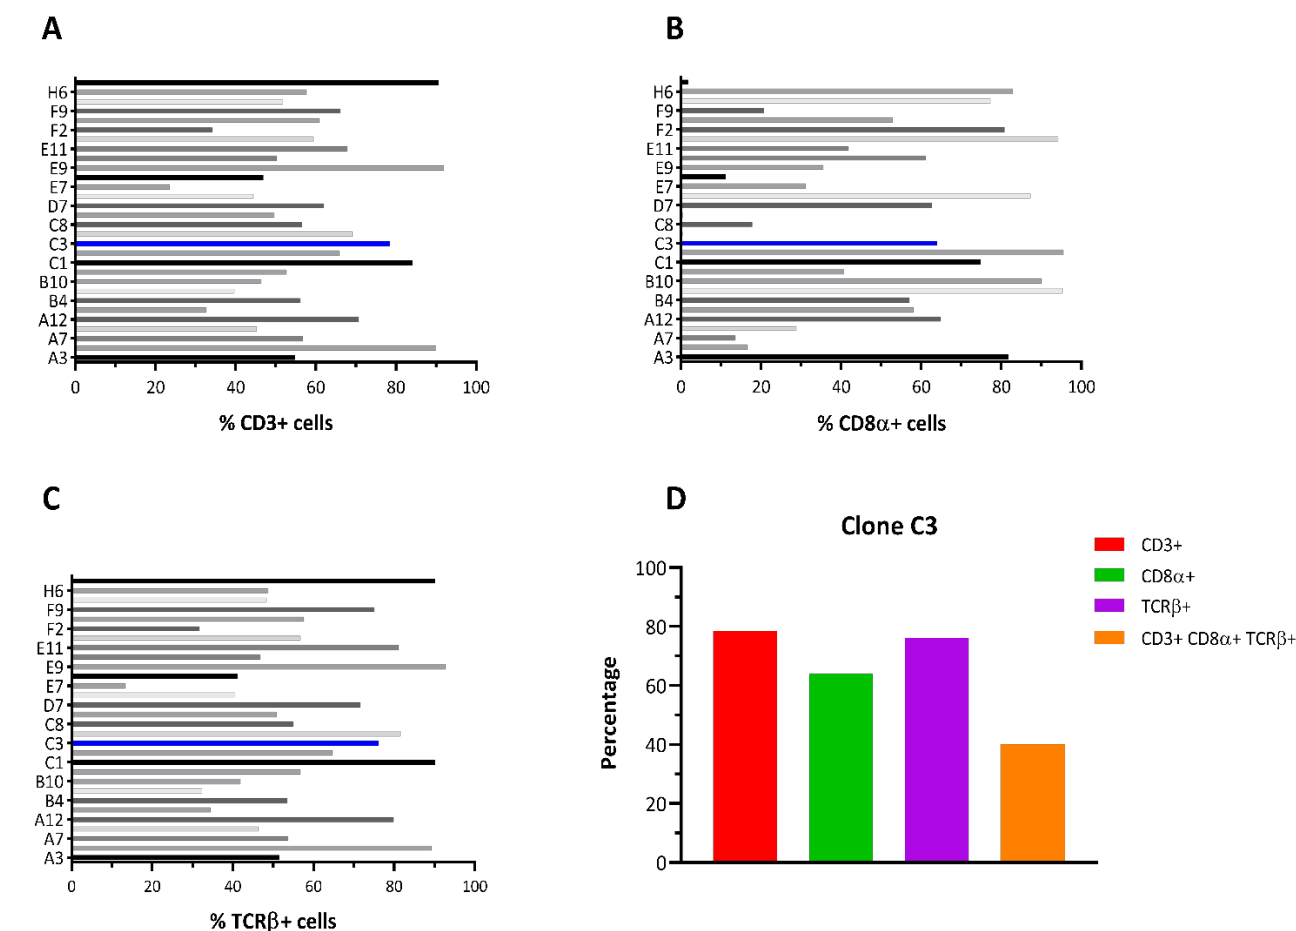 A
H6
F9
F2
E11
E9
E7
D7
C8
C3
C1
B10
B4
A12
A7
A3
0 20 40 60 80 100
% CD3+ cells
B
H6
F9
F2
E11
E9
E7
D7
C8
C3
C1
B10
B4
A12
A7
A3
0 20 40 60 80 100
% CD8α+ cells
C
H6
F9
F2
E11
E9
E7
D7
C8
C3
C1
B10
B4
A12
A7
A3
0 20 40 60 80 100
% TCRβ+ cells
D
Clone C3
Percentage
100
80
60
40
20
0
CD3+
CD8α+
TCRβ+
CD3+ CD8α+ TCRβ+